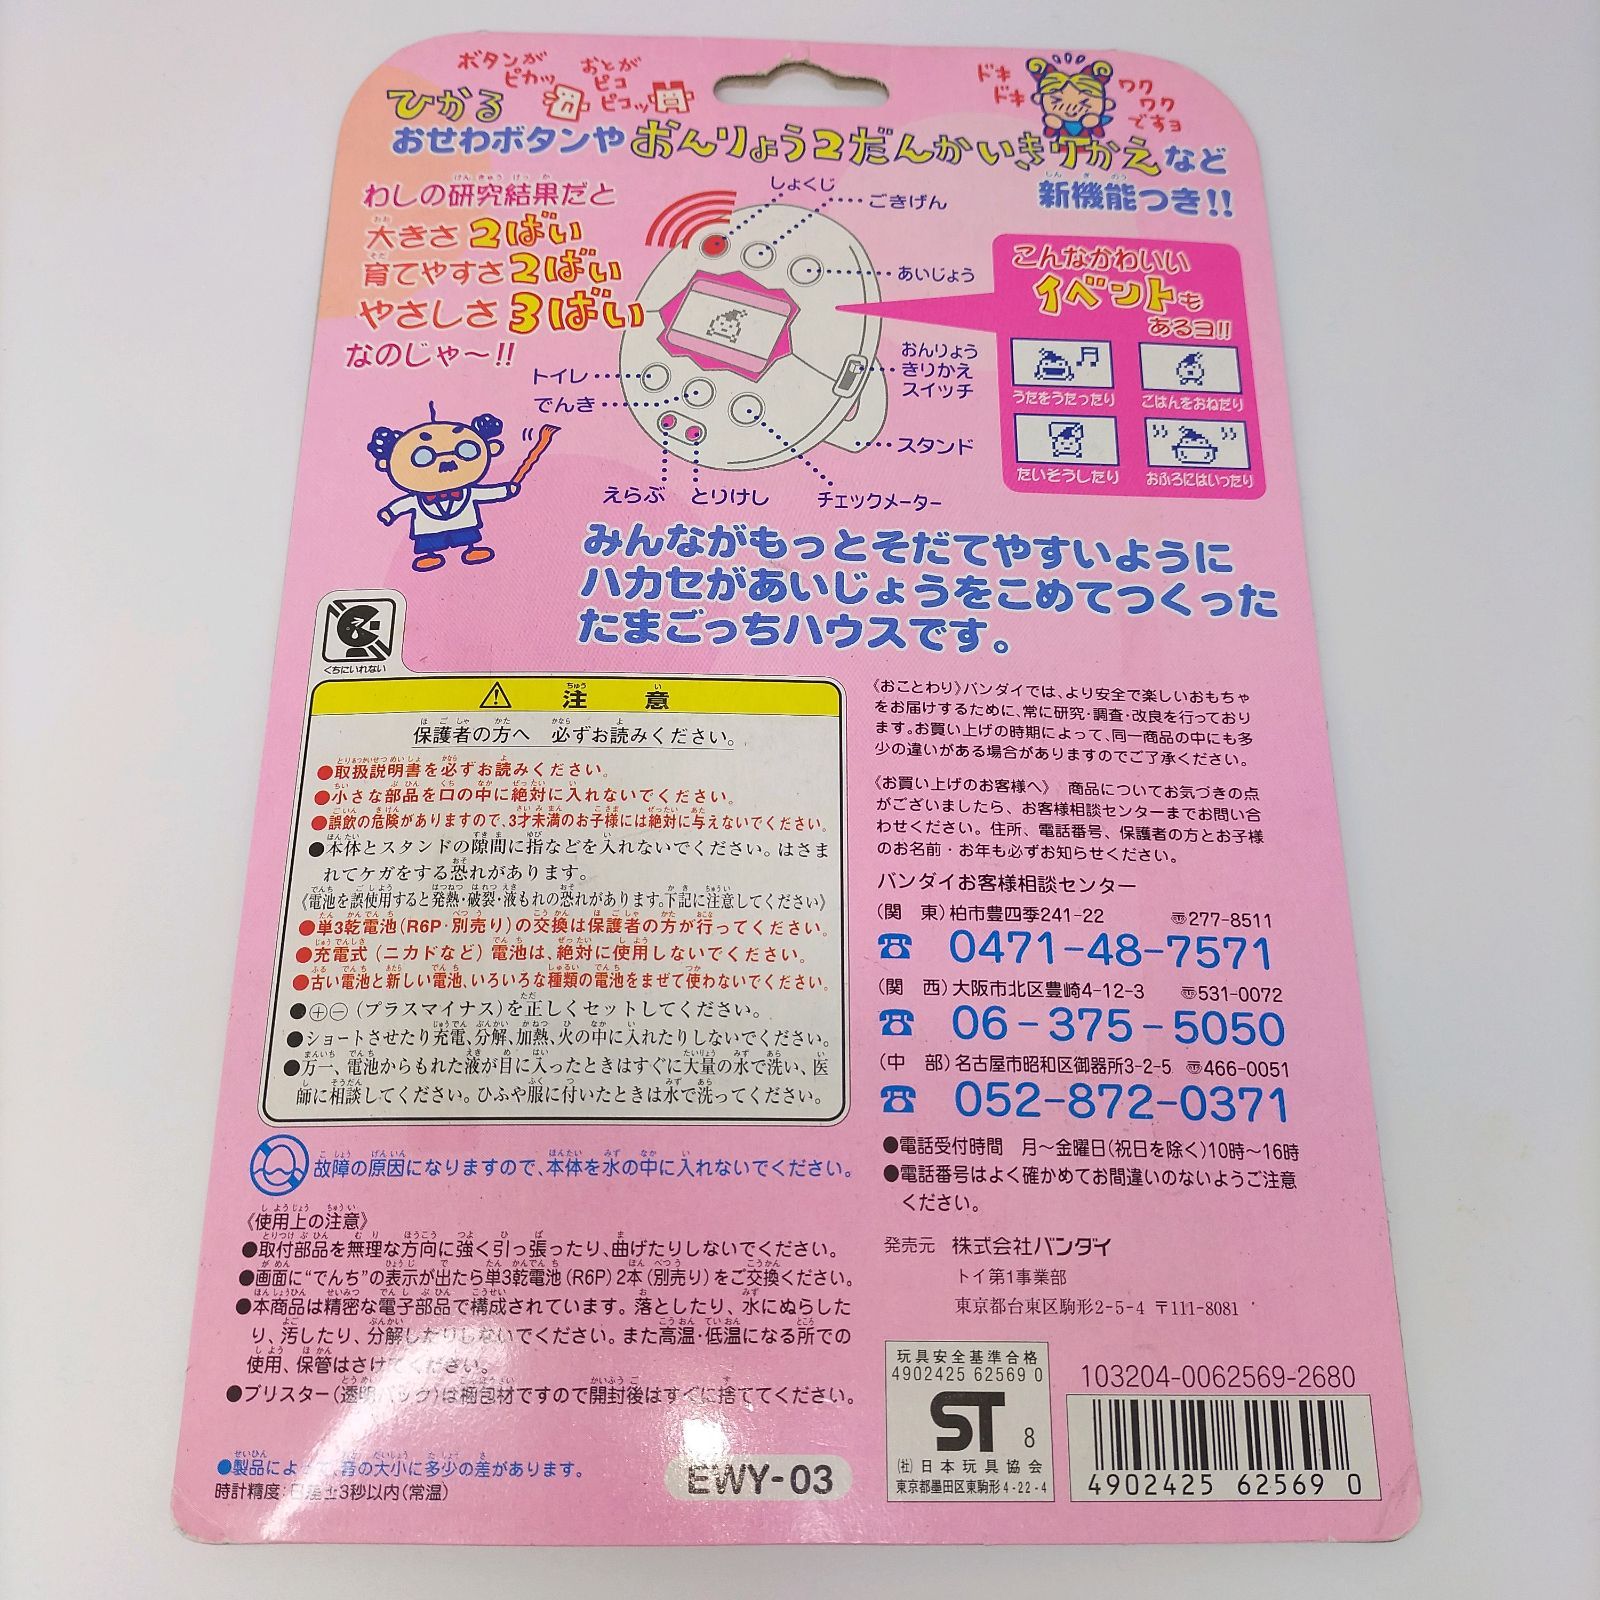 ボタンが
ピカッ
おとが
ピコ
ピコッ
ドキ
ドキ
ワク
ワク
ですヨ
ひかる
おせわボタンや おんりょう2だんかいきりかえ など
新機能つき!!
わしの研究結果だと
大きさ 2ばい
育てやすさ 2ばい
やさしさ 3ばい
なのじゃ〜!!
しょくじ
ごきげん
あいじょう
おんりょう
きりかえ
スイッチ
スタンド
トイレ
でんき
えらぶ
とりけし
チェックメーター
こんなかわいい
イベントも
あるヨ!!
うたをうたったり
ごはんをおねだり
たいそうしたり
おふろにはいったり
みんながもっとそだてやすいように
ハカセがあいじょうをこめてつくった
たまごっちハウスです。
くちにいれない
⚠ 注意
保護者の方へ 必ずお読みください。
●取扱説明書を必ずお読みください。
●小さな部品を口の中に絶対に入れないでください。
●誤飲の危険がありますので、3才未満のお子様には絶対に与えないでください。
●本体とスタンドの隙間に指などを入れないでください。はさま
れてケガをする恐れがあります。
《電池を誤使用すると発熱・破裂・液もれの恐れがあります。下記に注意してください》
●単3乾電池(R6P・別売り)の交換は保護者の方が行ってください。
●充電式(ニカドなど)電池は、絶対に使用しないでください。
●古い電池と新しい電池、いろいろな種類の電池をまぜて使わないでください。
●⊕⊖(プラスマイナス)を正しくセットしてください。
●ショートさせたり充電、分解、加熱、火の中に入れたりしないでください。
●万一、電池からもれた液が目に入ったときはすぐに大量の水で洗い、医
師に相談してください。ひふや服に付いたときは水で洗ってください。
故障の原因になりますので、本体を水の中に入れないでください。
《使用上の注意》
●取付部品を無理な方向に強く引っ張ったり、曲げたりしないでください。
●画面に“でんち”の表示が出たら単3乾電池(R6P)2本(別売り)をご交換ください。
●本商品は精密な電子部品で構成されています。落としたり、水にぬらした
り、汚したり、分解したりしないでください。また高温・低温になる所での
使用、保管はさけてください。
●ブリスター(透明パック)は梱包材ですので開封後はすぐに捨ててください。
●製品によって、音の大小に多少の差があります。
時計精度:日差±3秒以内(常温)
EWY-03
《おことわり》バンダイでは、より安全で楽しいおもちゃ
をお届けするために、常に研究・調査・改良を行っており
ます。お買い上げの時期によって、同一商品の中にも多
少の違いがある場合がありますのでご了承ください。
《お買い上げのお客様へ》 商品についてお気づきの点
がございましたら、お客様相談センターまでお問い合
わせください。住所、電話番号、保護者の方とお子様
のお名前・お年も必ずお知らせください。
バンダイお客様相談センター
(関 東)柏市豊四季241-22 〠277-8511
☎ 0471-48-7571
(関 西)大阪市北区豊崎4-12-3 〠531-0072
☎ 06-375-5050
(中 部)名古屋市昭和区御器所3-2-5 〠466-0051
☎ 052-872-0371
●電話受付時間 月〜金曜日(祝日を除く)10時〜16時
●電話番号はよく確かめてお間違いのないようご注意
ください。
発売元 株式会社バンダイ
トイ第1事業部
東京都台東区駒形2-5-4 〒111-8081
玩具安全基準合格
4902425 62569 0
ST 8
(社)日本玩具協会
東京都墨田区東駒形4-22-4
103204-0062569-2680
4902425 625690